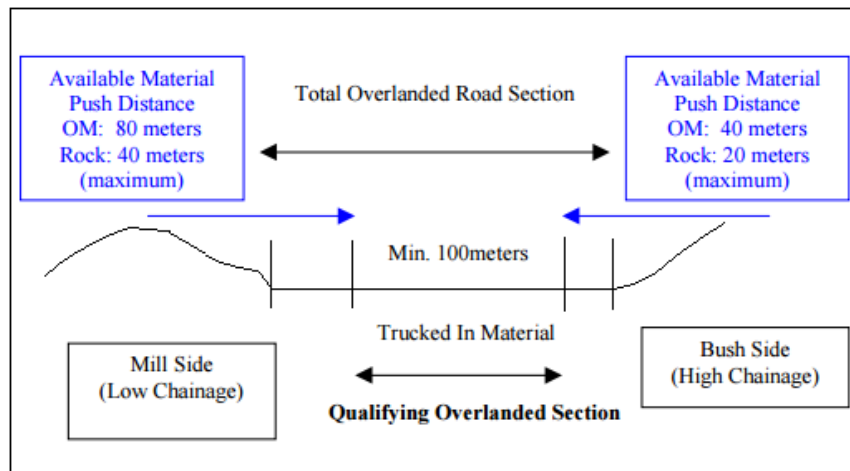 Available Material
Push Distance
OM: 80 meters
Rock: 40 meters
(maximum)
Total Overlanded Road Section
Available Material
Push Distance
OM: 40 meters
Rock: 20 meters
(maximum)
Min. 100meters
Trucked In Material
Mill Side
(Low Chainage)
Bush Side
(High Chainage)
Qualifying Overlanded Section